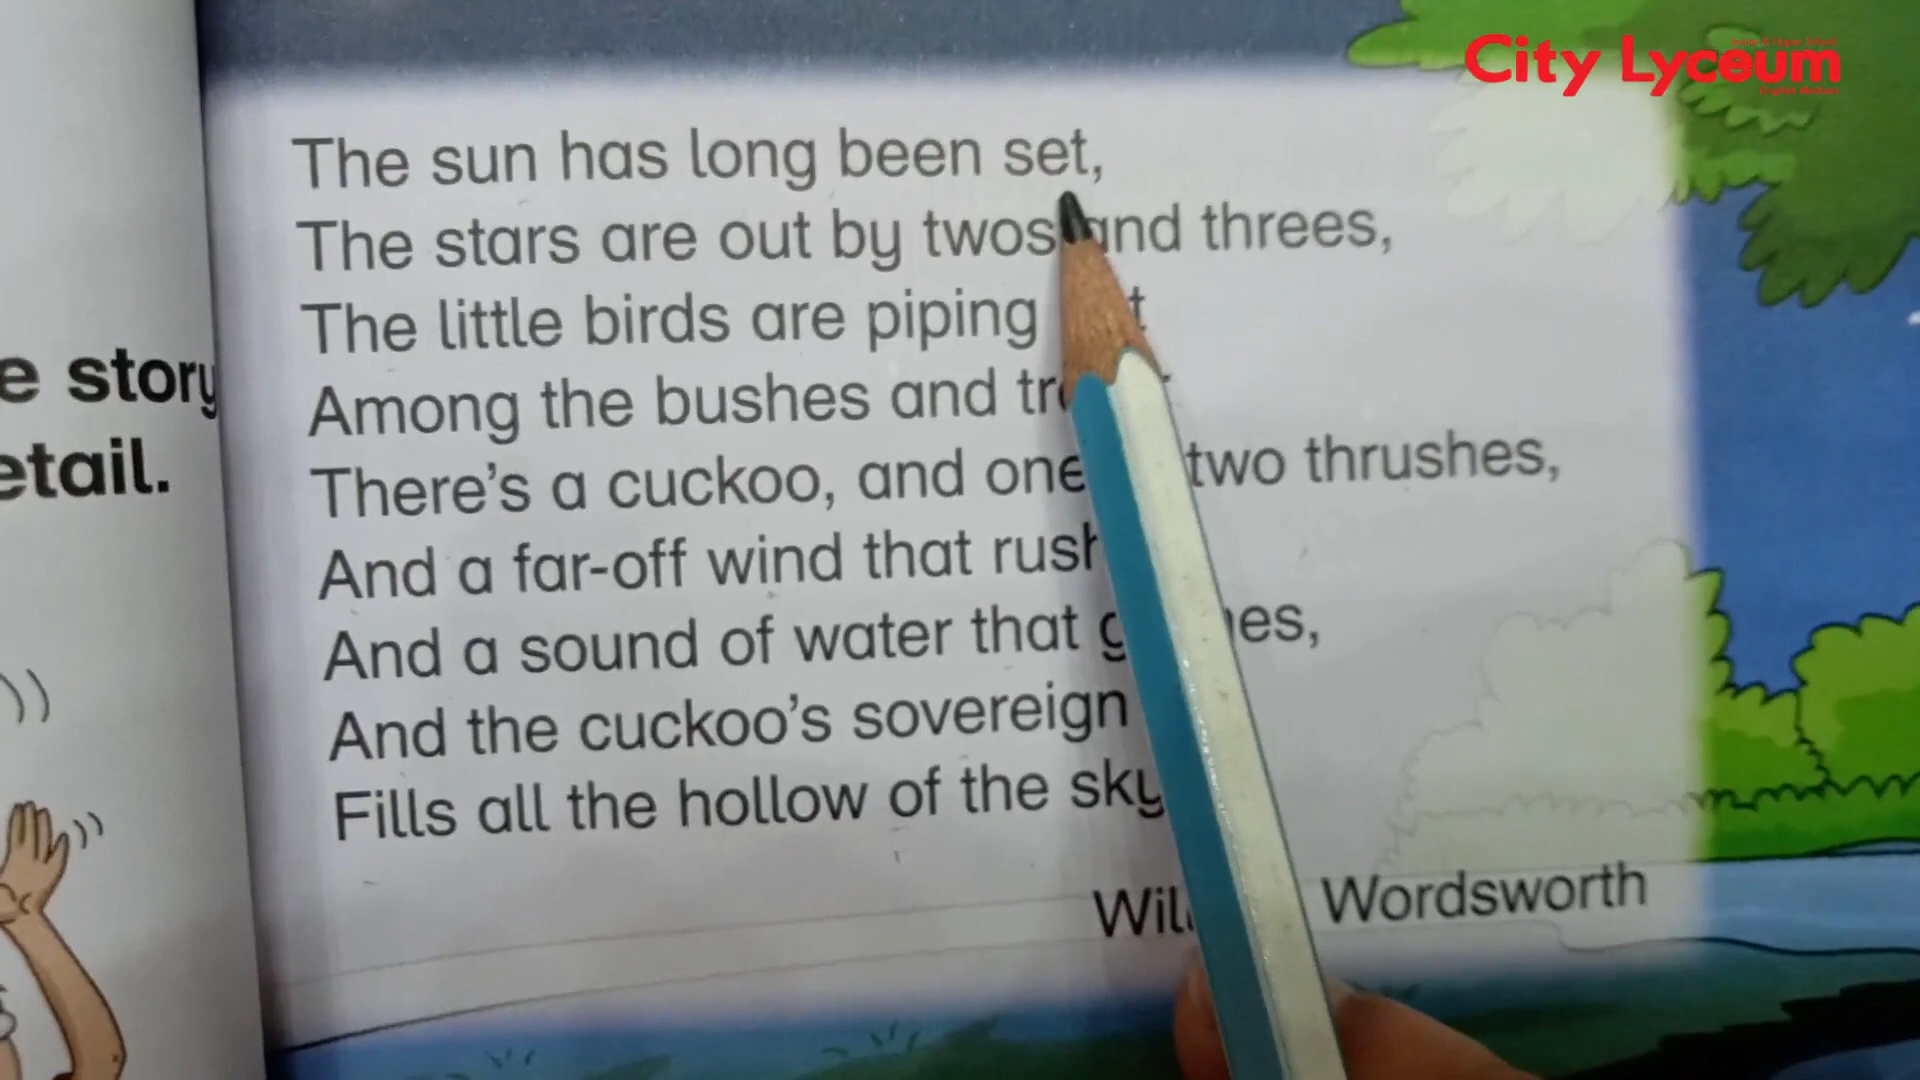 City Lyceum
The sun has long been set,
The stars are out by twos and threes,
The little birds are piping
Among the bushes and
There's a cuckoo, and one two thrushes,
And a far-off wind that
And a sound of water that
And the cuckoo's sovereign
Fills all the hollow of the sky
Wordsworth
e story
etail.